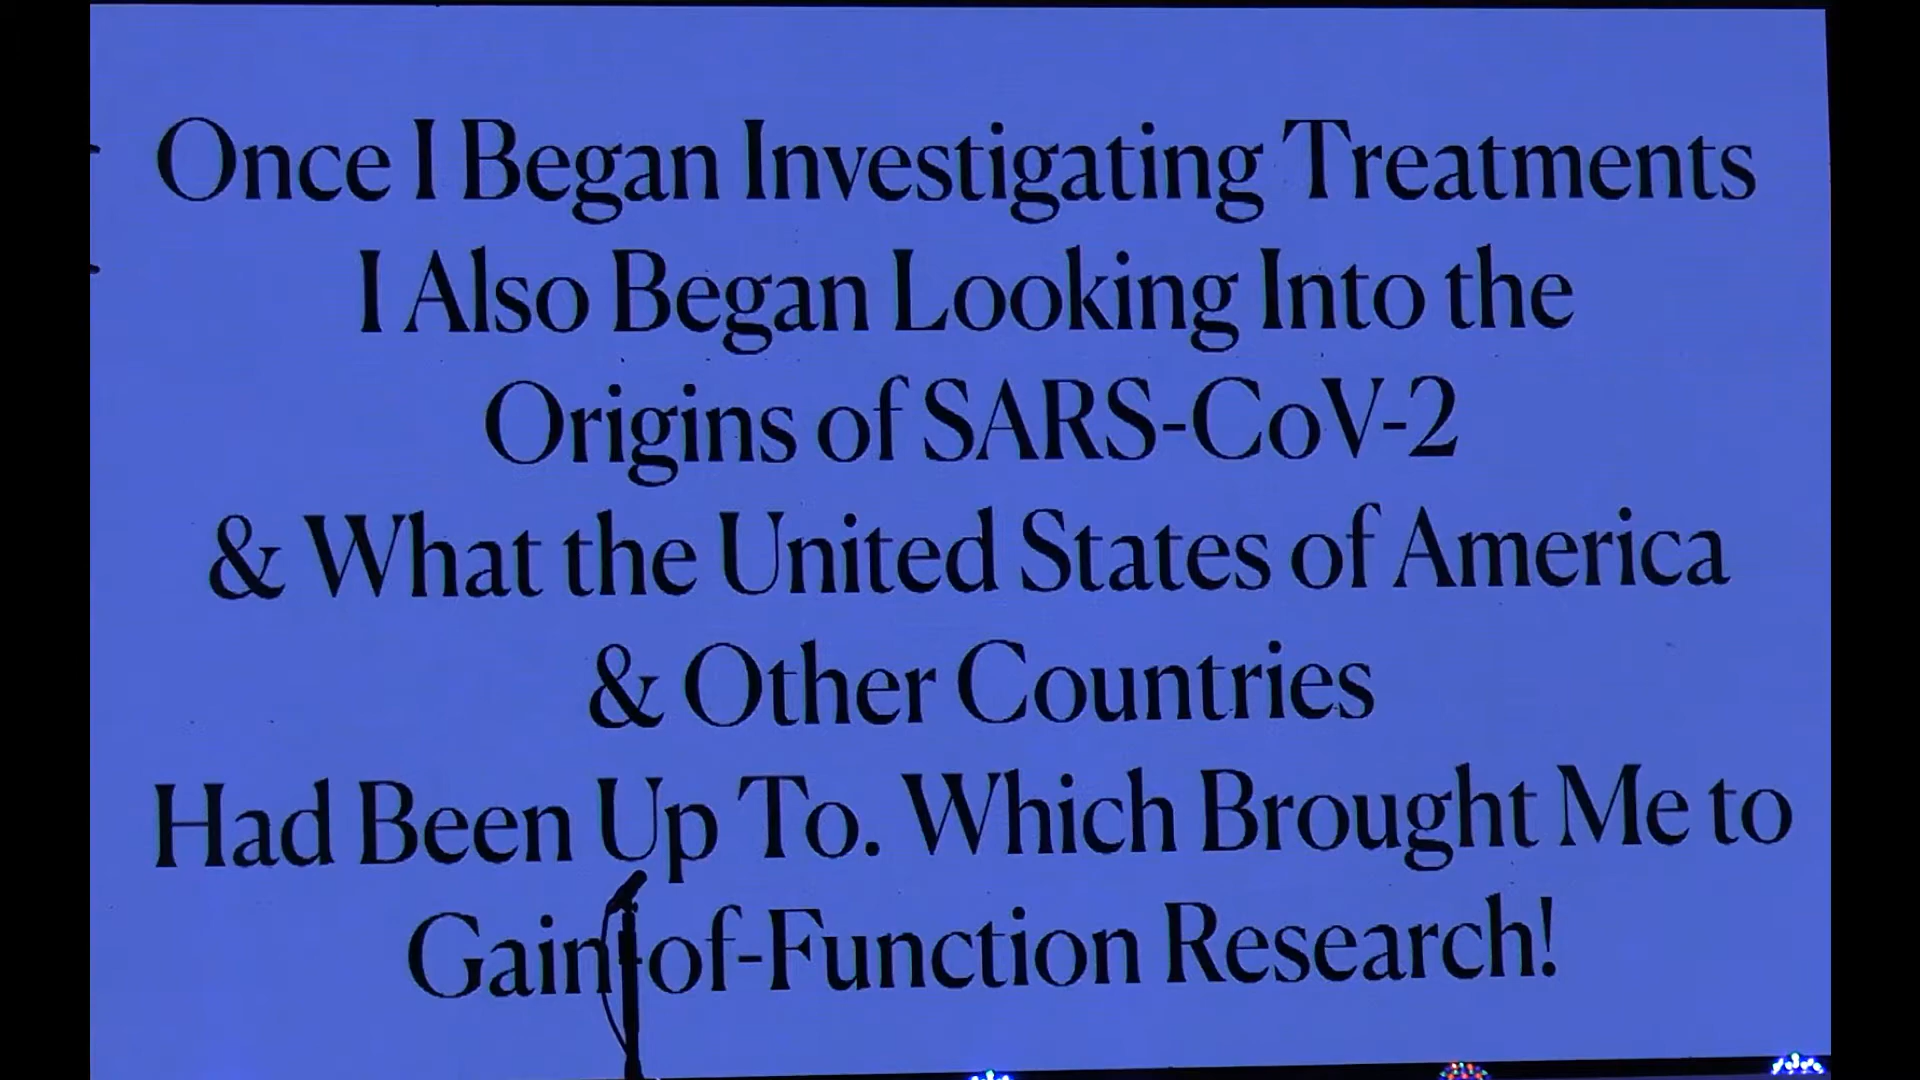 Once I Began Investigating Treatments
I Also Began Looking Into the
Origins of SARS-CoV-2
& What the United States of America
& Other Countries
Had Been Up To. Which Brought Me to
Gain-of-Function Research!